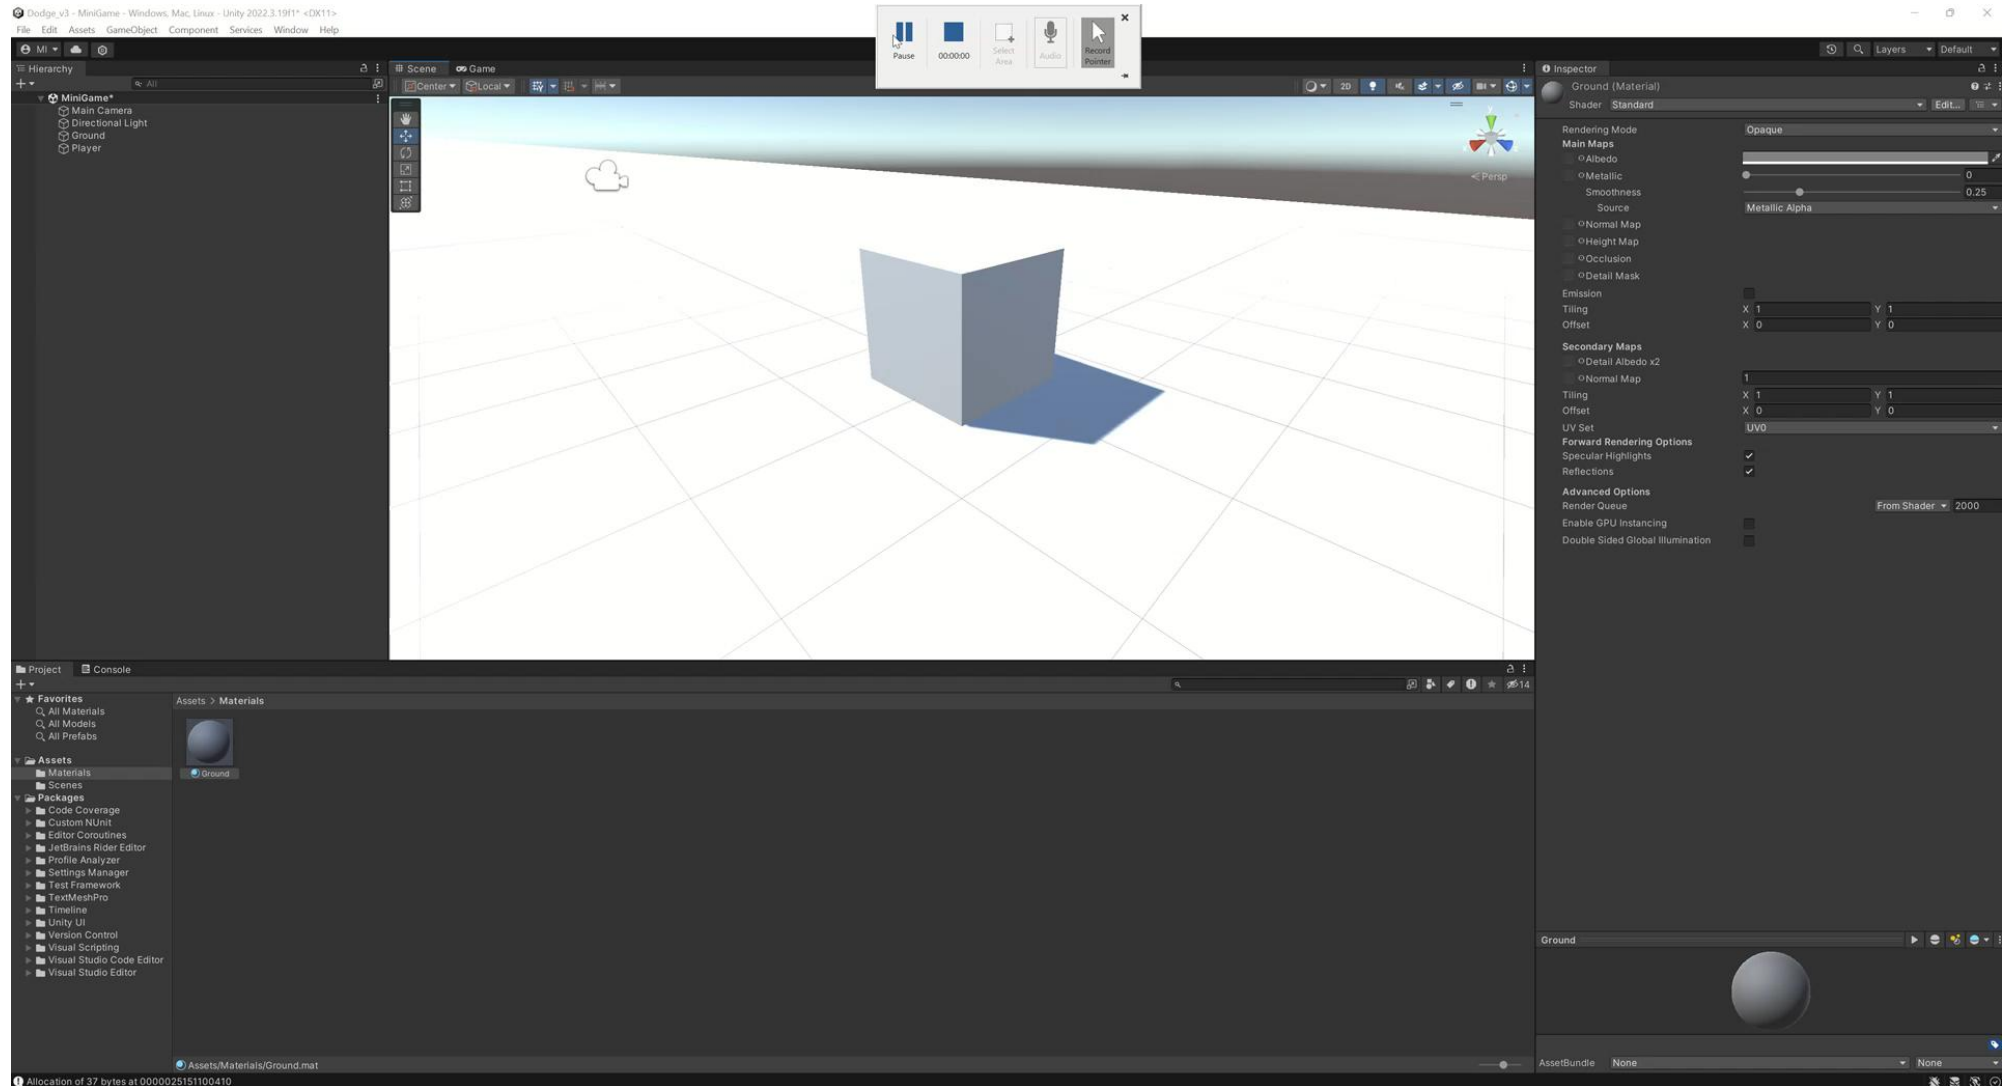 Dodge_v3 - MiniGame - Windows, Mac, Linux - Unity 2022.3.19f1* <DX11>
File Edit Assets GameObject Component Services Window Help
Pause
00:00:00
Select Area
Audio
Record Pointer
MI
Layers
Default
Hierarchy
All
MiniGame*
Main Camera
Directional Light
Ground
Player
Scene
Game
Center
Local
2D
Persp
Inspector
Ground (Material)
Shader Standard
Edit...
Rendering Mode Opaque
Main Maps
Albedo
Metallic 0
Smoothness 0.25
Source Metallic Alpha
Normal Map
Height Map
Occlusion
Detail Mask
Emission
Tiling X 1 Y 1
Offset X 0 Y 0
Secondary Maps
Detail Albedo x2
Normal Map 1
Tiling X 1 Y 1
Offset X 0 Y 0
UV Set UV0
Forward Rendering Options
Specular Highlights
Reflections
Advanced Options
Render Queue From Shader 2000
Enable GPU Instancing
Double Sided Global Illumination
Project
Console
14
Favorites
All Materials
All Models
All Prefabs
Assets
Materials
Scenes
Packages
Code Coverage
Custom NUnit
Editor Coroutines
JetBrains Rider Editor
Profile Analyzer
Settings Manager
Test Framework
TextMeshPro
Timeline
Unity UI
Version Control
Visual Scripting
Visual Studio Code Editor
Visual Studio Editor
Assets > Materials
Ground
Assets/Materials/Ground.mat
Ground
AssetBundle None None
Allocation of 37 bytes at 0000025151100410